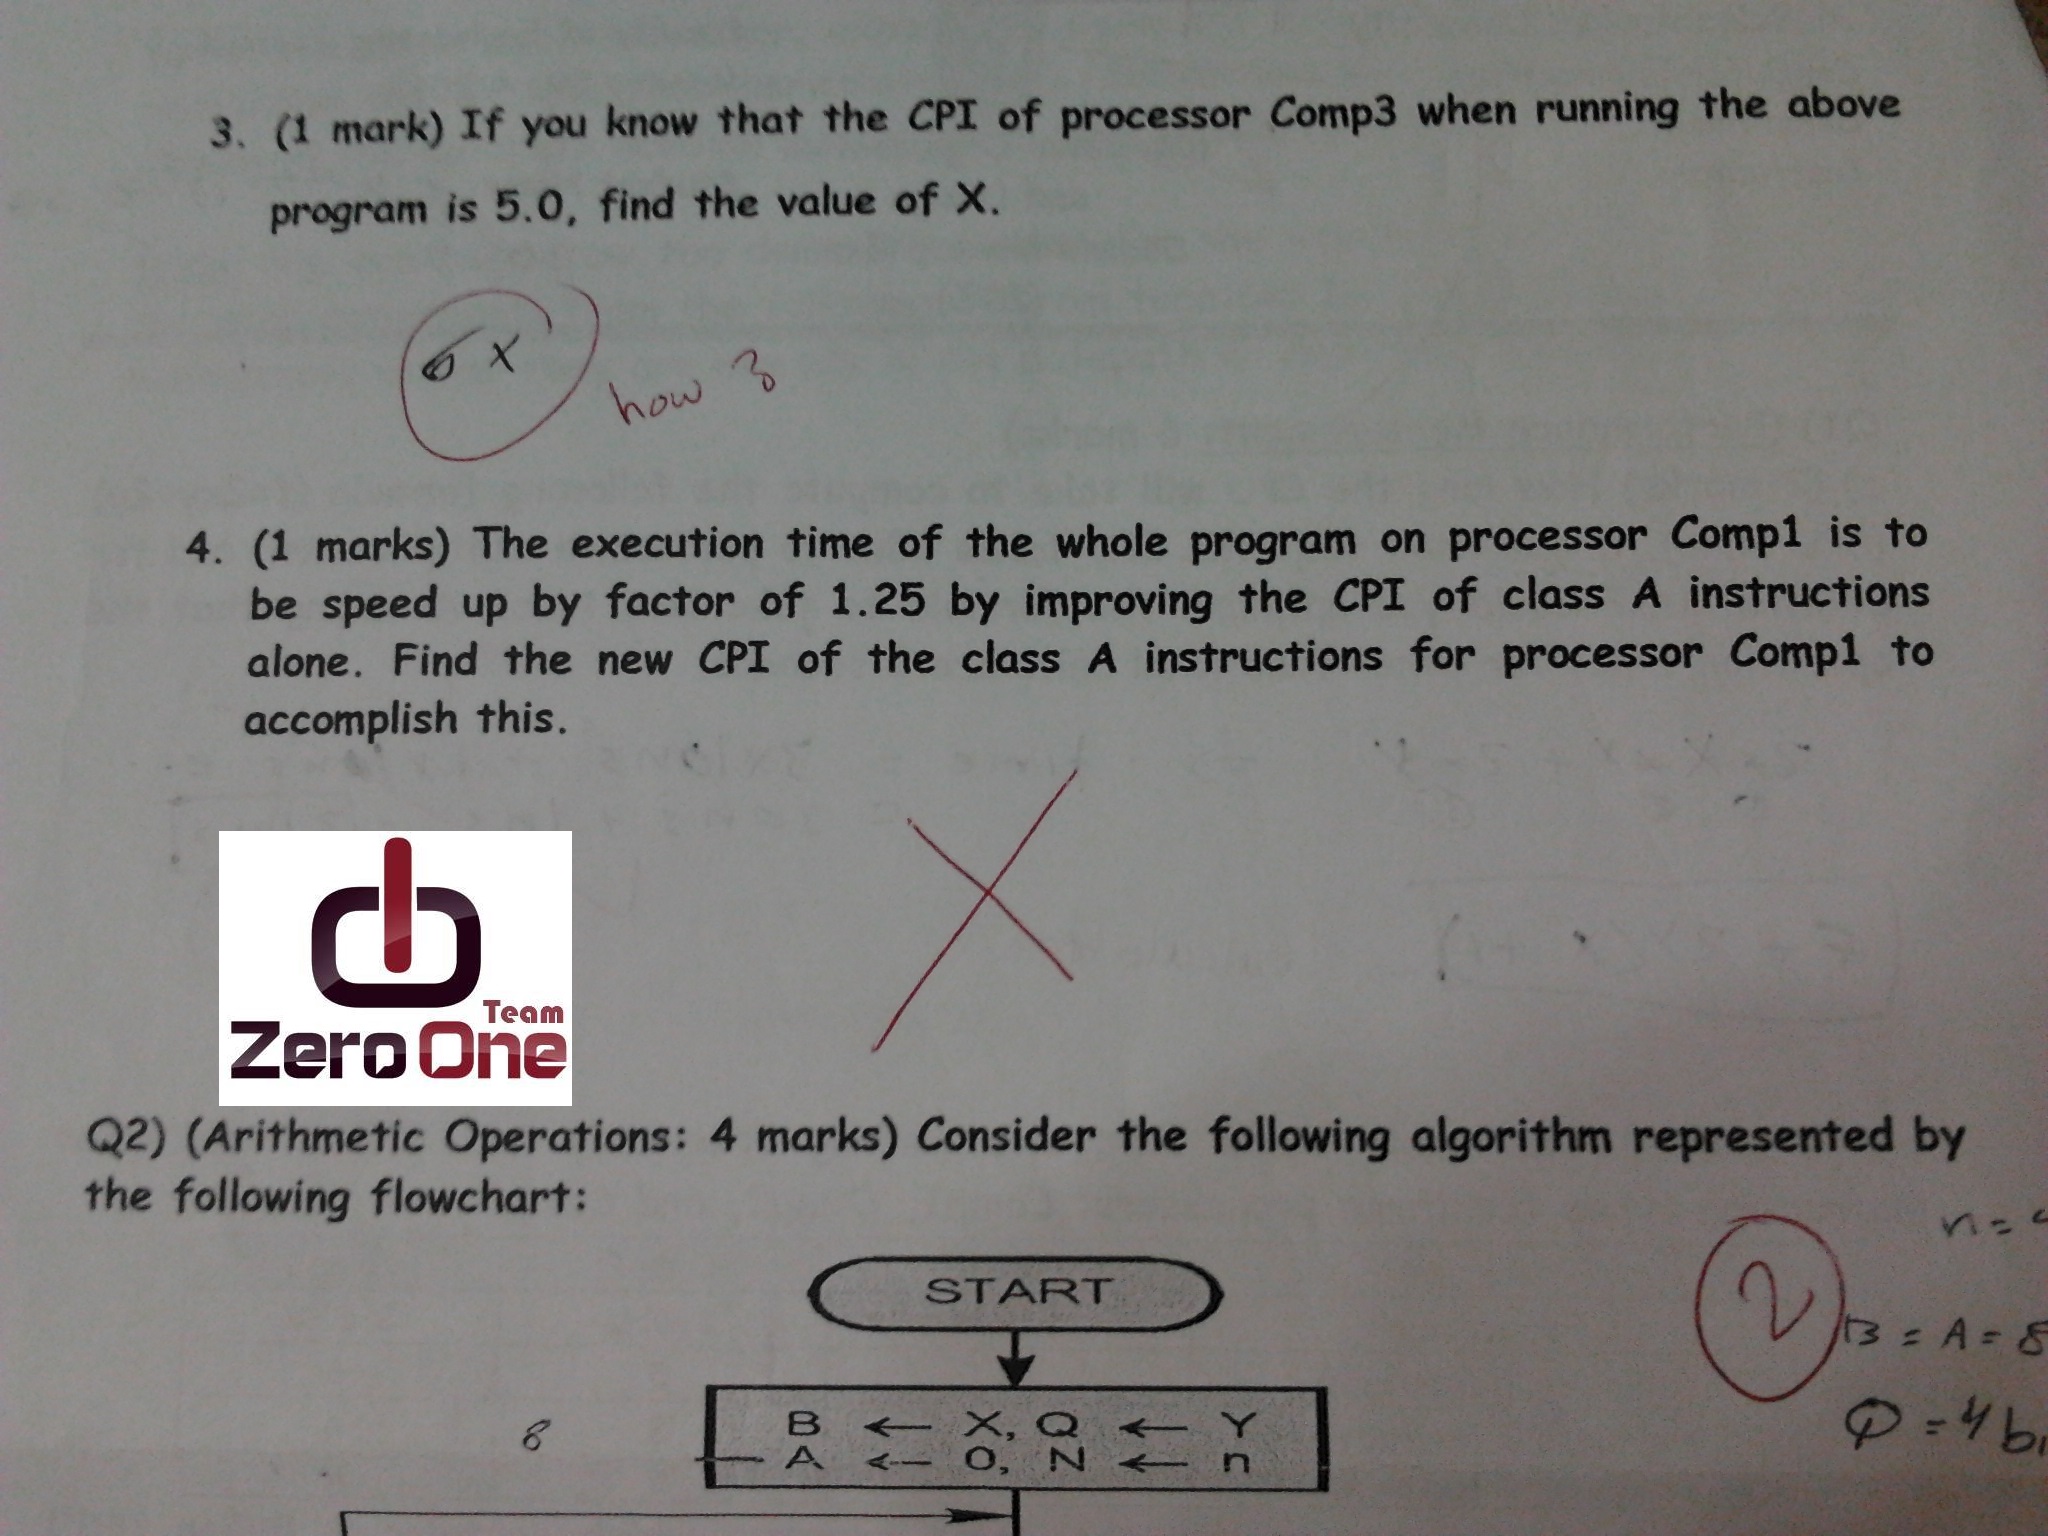 3. (1 mark) If you know that the CPI of processor Comp3 when running the above
program is 5.0, find the value of X.
6 x
how ?
4. (1 marks) The execution time of the whole program on processor Comp1 is to
be speed up by factor of 1.25 by improving the CPI of class A instructions
alone. Find the new CPI of the class A instructions for processor Comp1 to
accomplish this.
Team
Zero One
Q2) (Arithmetic Operations: 4 marks) Consider the following algorithm represented by
the following flowchart:
n =
2
START
B = A = 8
8
B ← X, Q ← Y
A ← 0, N ← n
Q = 4 bi